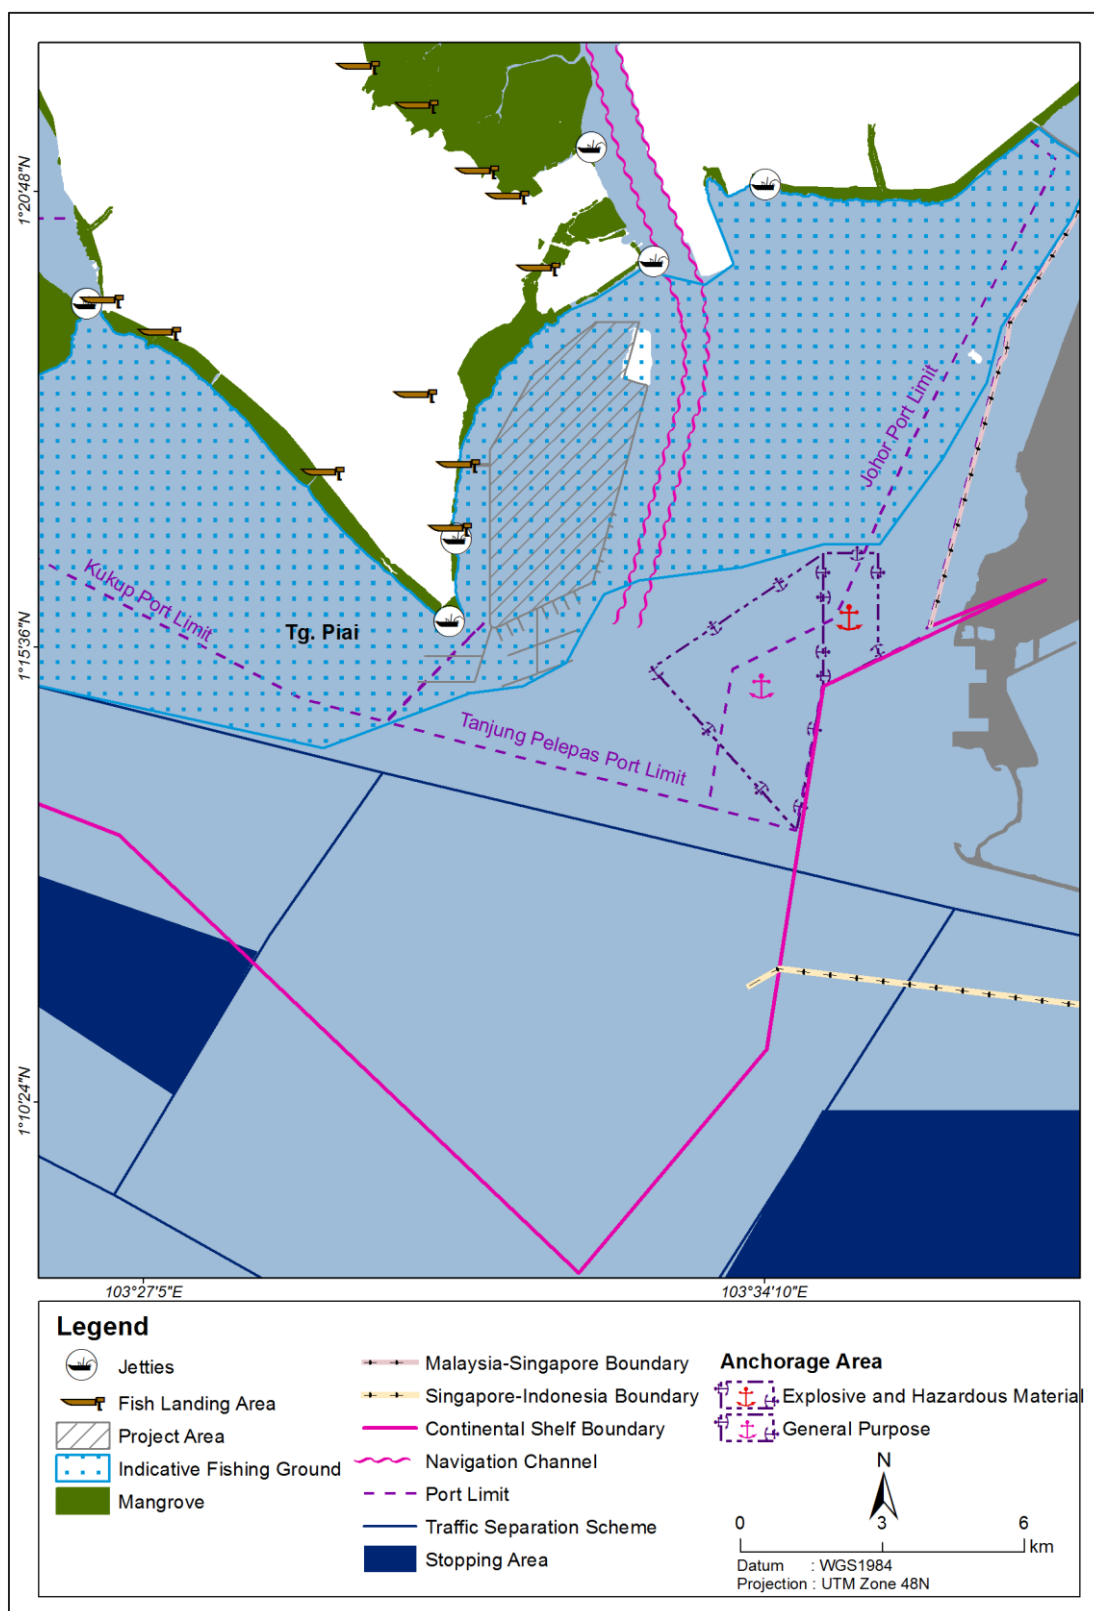 1°20'48"N
1°15'36"N
1°10'24"N
Johor Port Limit
Kukup Port Limit
Tg. Piai
Tanjung Pelepas Port Limit
103°27'5"E
103°34'10"E
Legend
Jetties
Fish Landing Area
Project Area
Indicative Fishing Ground
Mangrove
Malaysia-Singapore Boundary
Singapore-Indonesia Boundary
Continental Shelf Boundary
Navigation Channel
Port Limit
Traffic Separation Scheme
Stopping Area
Anchorage Area
Explosive and Hazardous Material
General Purpose
N
0 3 6
km
Datum : WGS1984
Projection : UTM Zone 48N